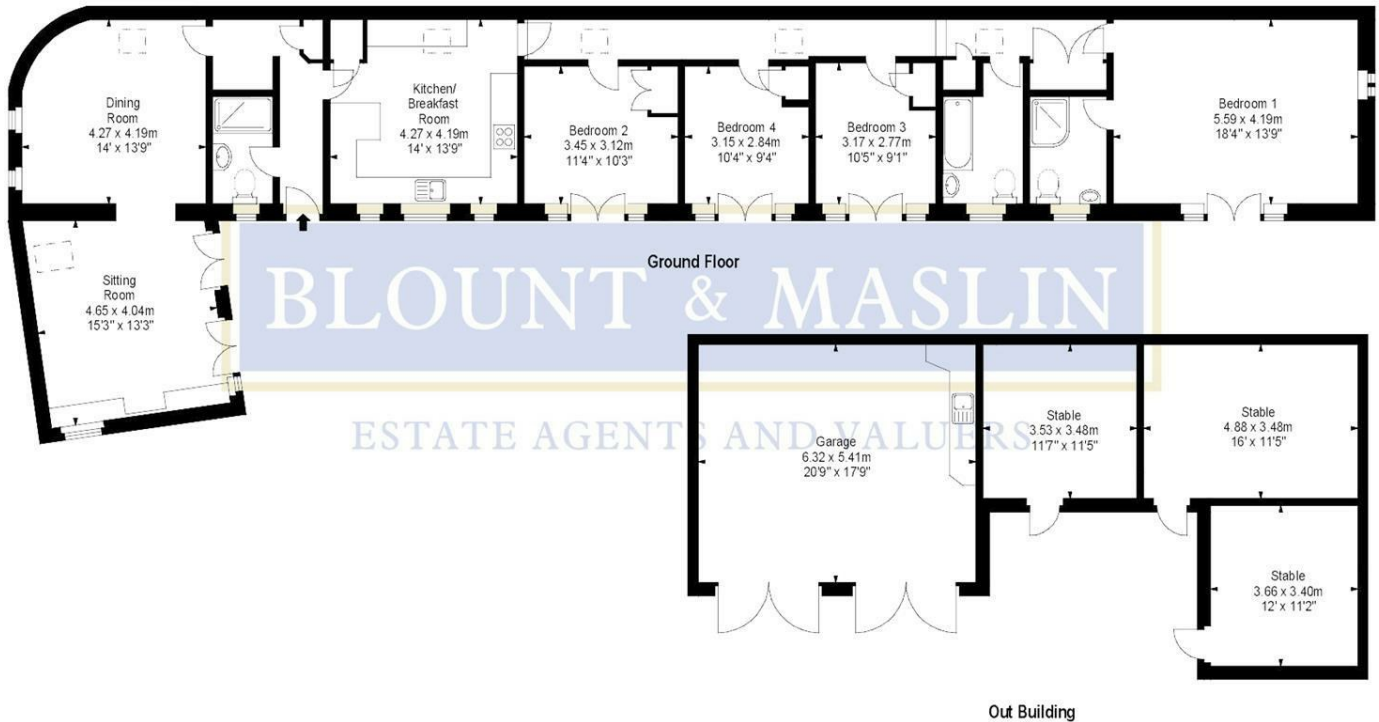 Dining
Room
4.27 x 4.19m
14' x 13'9"
Kitchen/
Breakfast
Room
4.27 x 4.19m
14' x 13'9"
Bedroom 2
3.45 x 3.12m
11'4" x 10'3"
Bedroom 4
3.15 x 2.84m
10'4" x 9'4"
Bedroom 3
3.17 x 2.77m
10'5" x 9'1"
Bedroom 1
5.59 x 4.19m
18'4" x 13'9"
Sitting
Room
4.65 x 4.04m
15'3" x 13'3"
Ground Floor
BLOUNT & MASLIN
ESTATE AGENTS AND VALUERS
Garage
6.32 x 5.41m
20'9" x 17'9"
Stable
3.53 x 3.48m
11'7" x 11'5"
Stable
4.88 x 3.48m
16' x 11'5"
Stable
3.66 x 3.40m
12' x 11'2"
Out Building